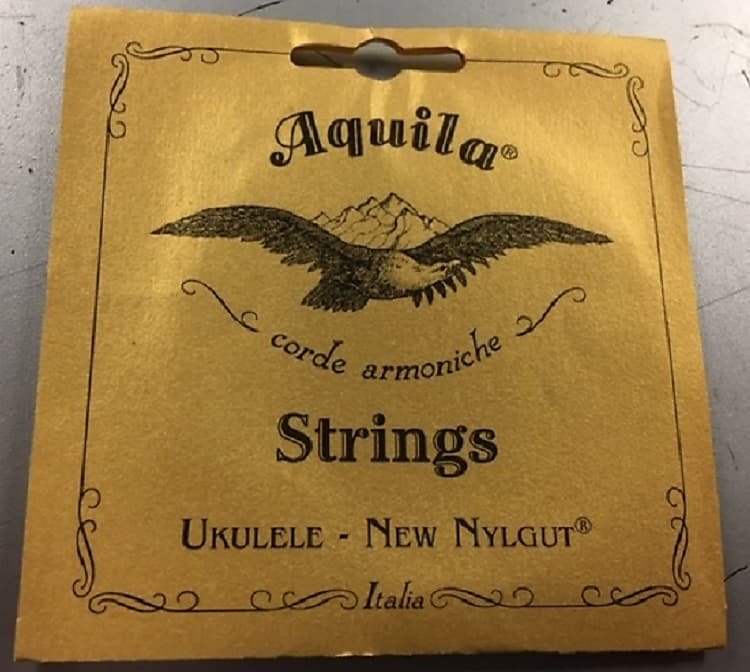 Aquila®
corde armoniche
Strings
UKULELE - NEW NYLGUT®
Italia